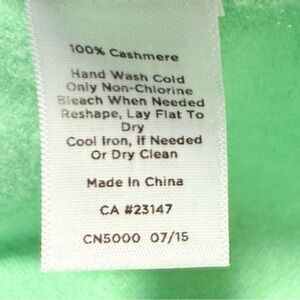 100% Cashmere
Hand Wash Cold
Only Non-Chlorine
Bleach When Needed
Reshape, Lay Flat To
Dry
Cool Iron, if Needed
Or Dry Clean
Made In China
CA #23147
CN5000 07/15